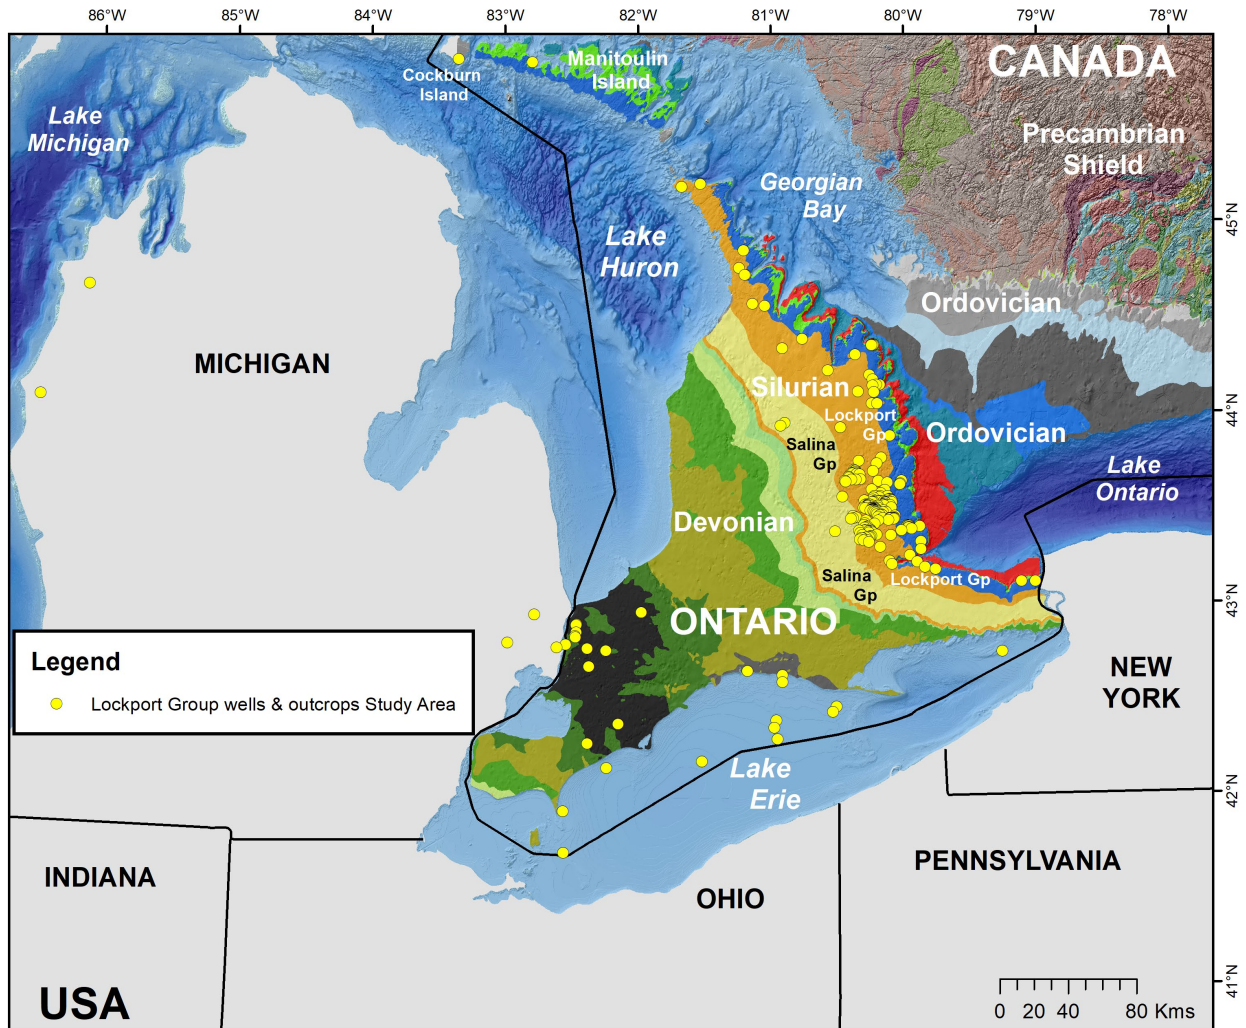 86°W 85°W 84°W 83°W 82°W 81°W 80°W 79°W 78°W
CANADA
Manitoulin
Island
Cockburn
Island
Lake
Michigan
Precambrian
Shield
Georgian
Bay
45°N
Lake
Huron
Ordovician
MICHIGAN
Silurian
44°N
Lockport
Gp
Ordovician
Salina
Gp
Lake
Ontario
Devonian
Salina
Gp
Lockport Gp
43°N
ONTARIO
Legend
Lockport Group wells & outcrops Study Area
NEW
YORK
Lake
Erie
42°N
INDIANA
PENNSYLVANIA
OHIO
41°N
USA
0 20 40 80 Kms